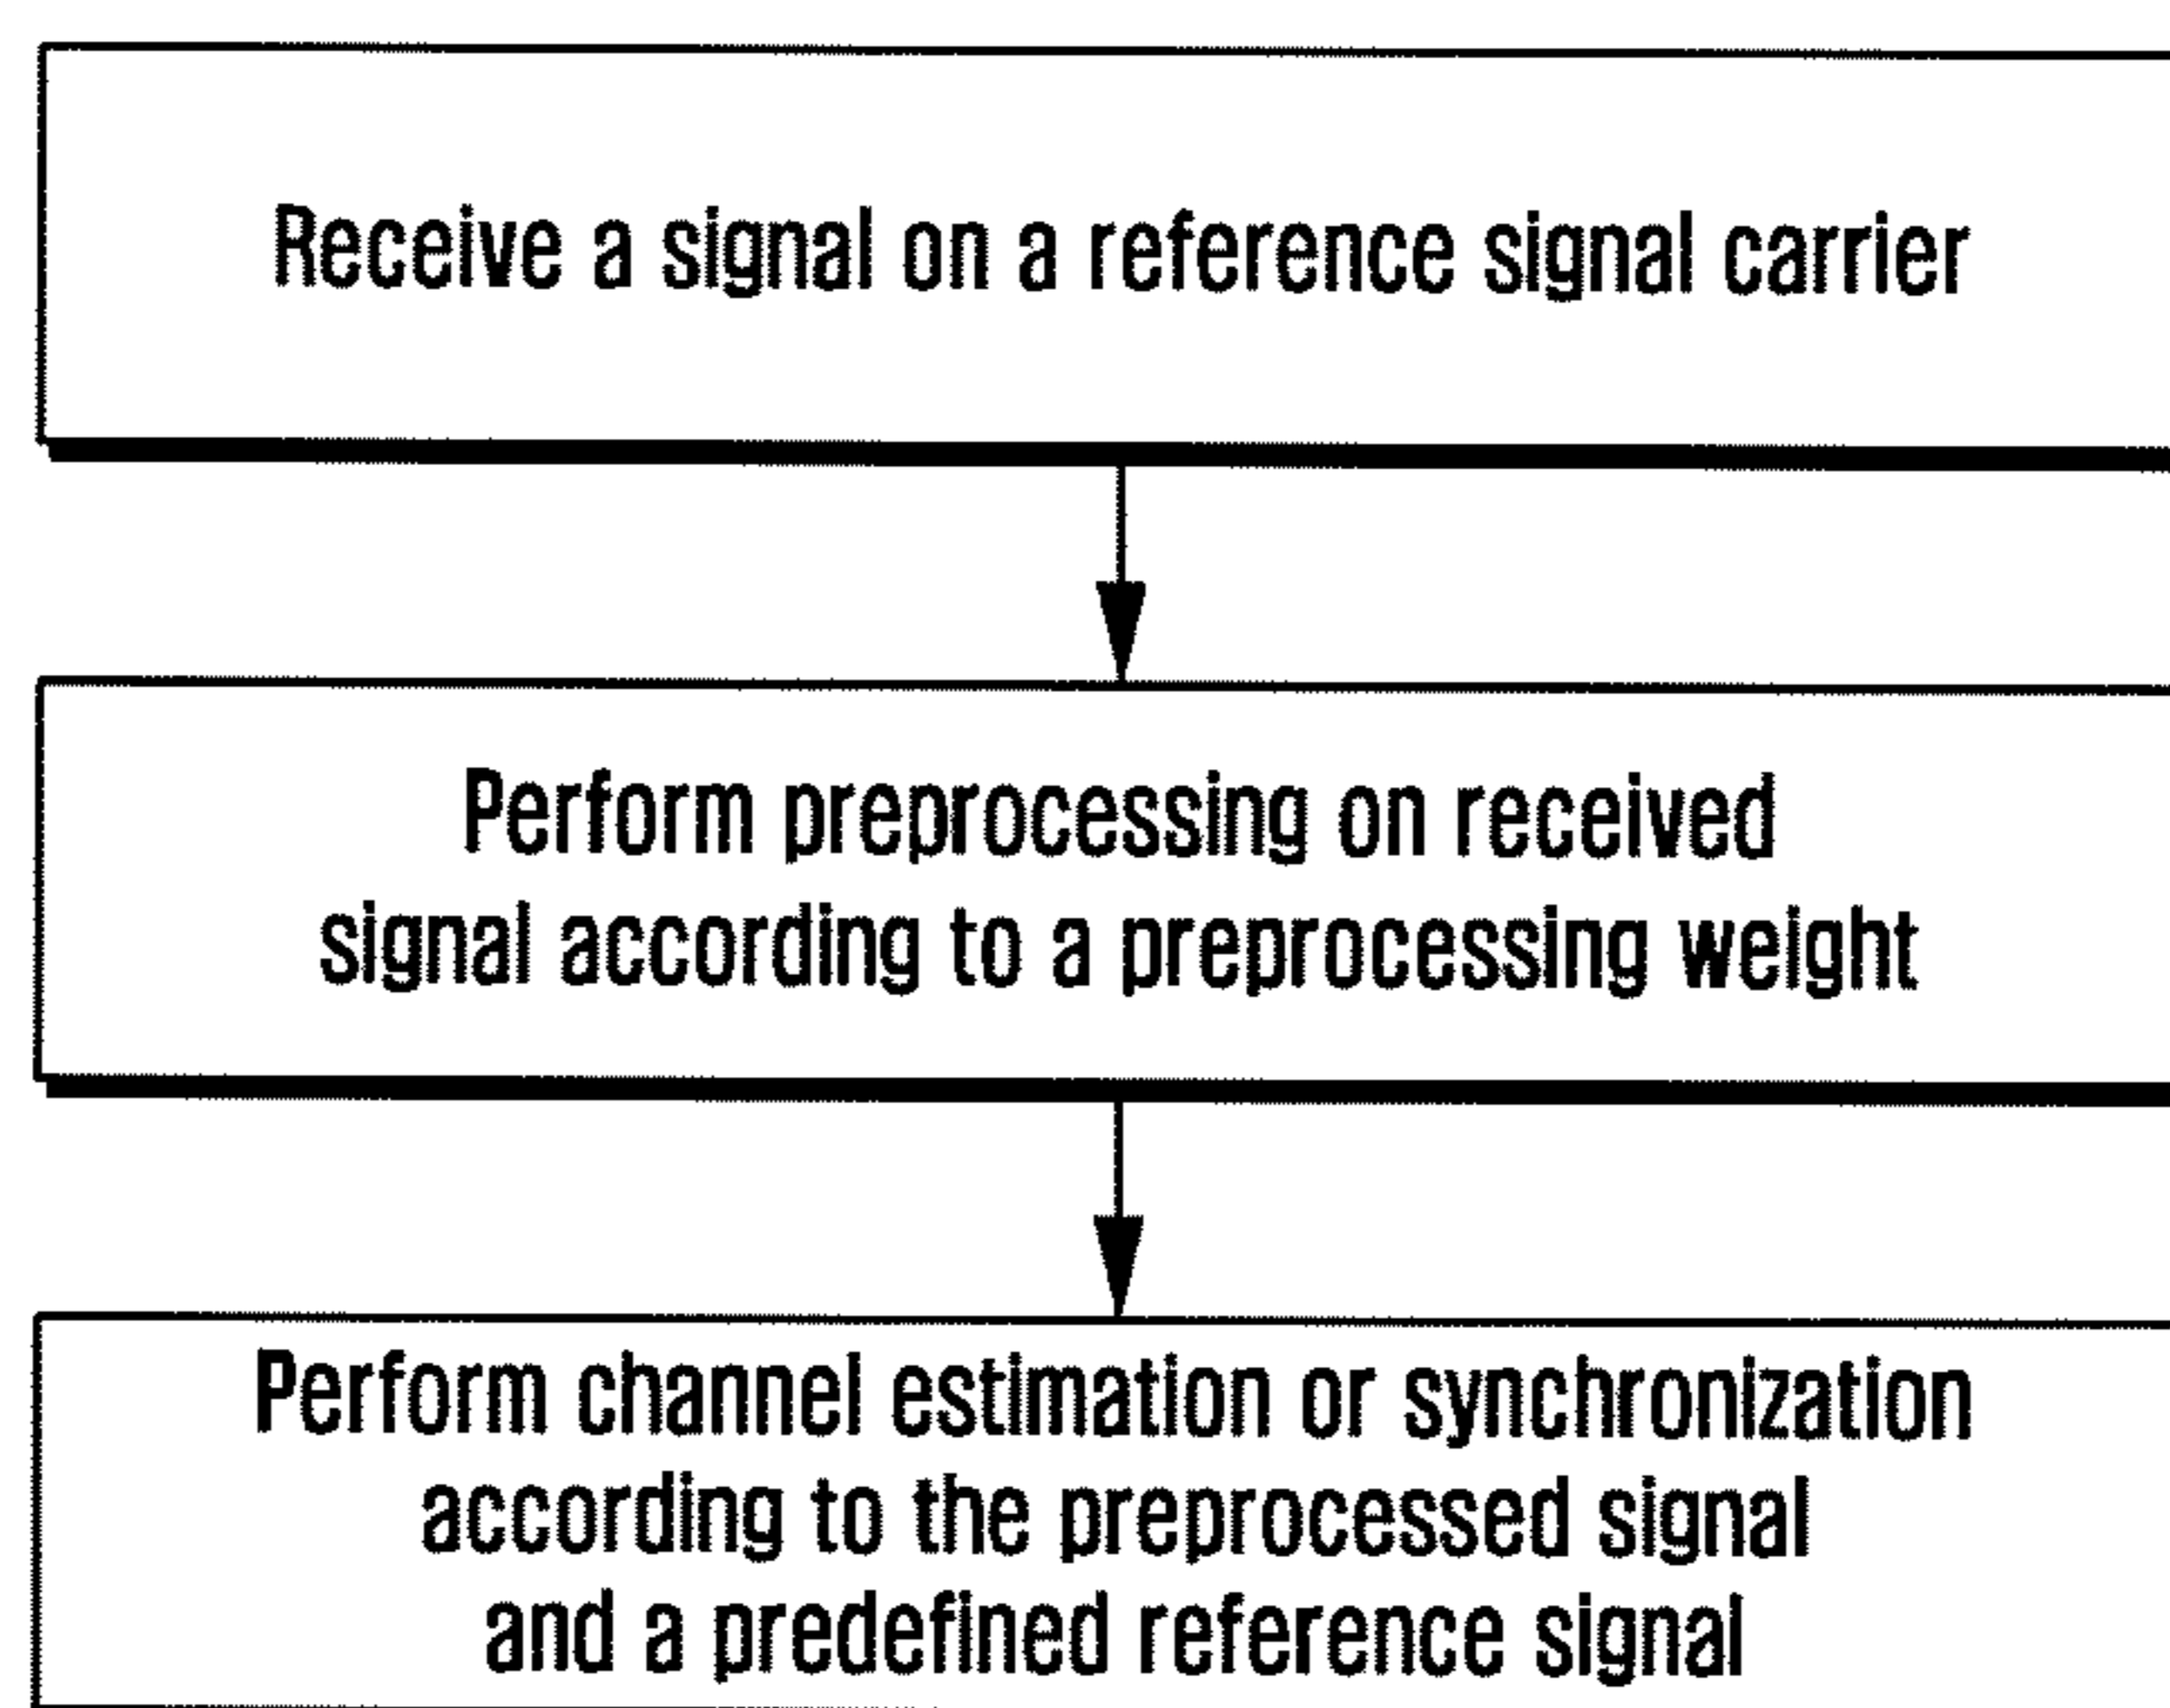 Receive a signal on a reference signal carrier
Perform preprocessing on received
signal according to a preprocessing weight
Perform channel estimation or synchronization
according to the preprocessed signal
and a predefined reference signal